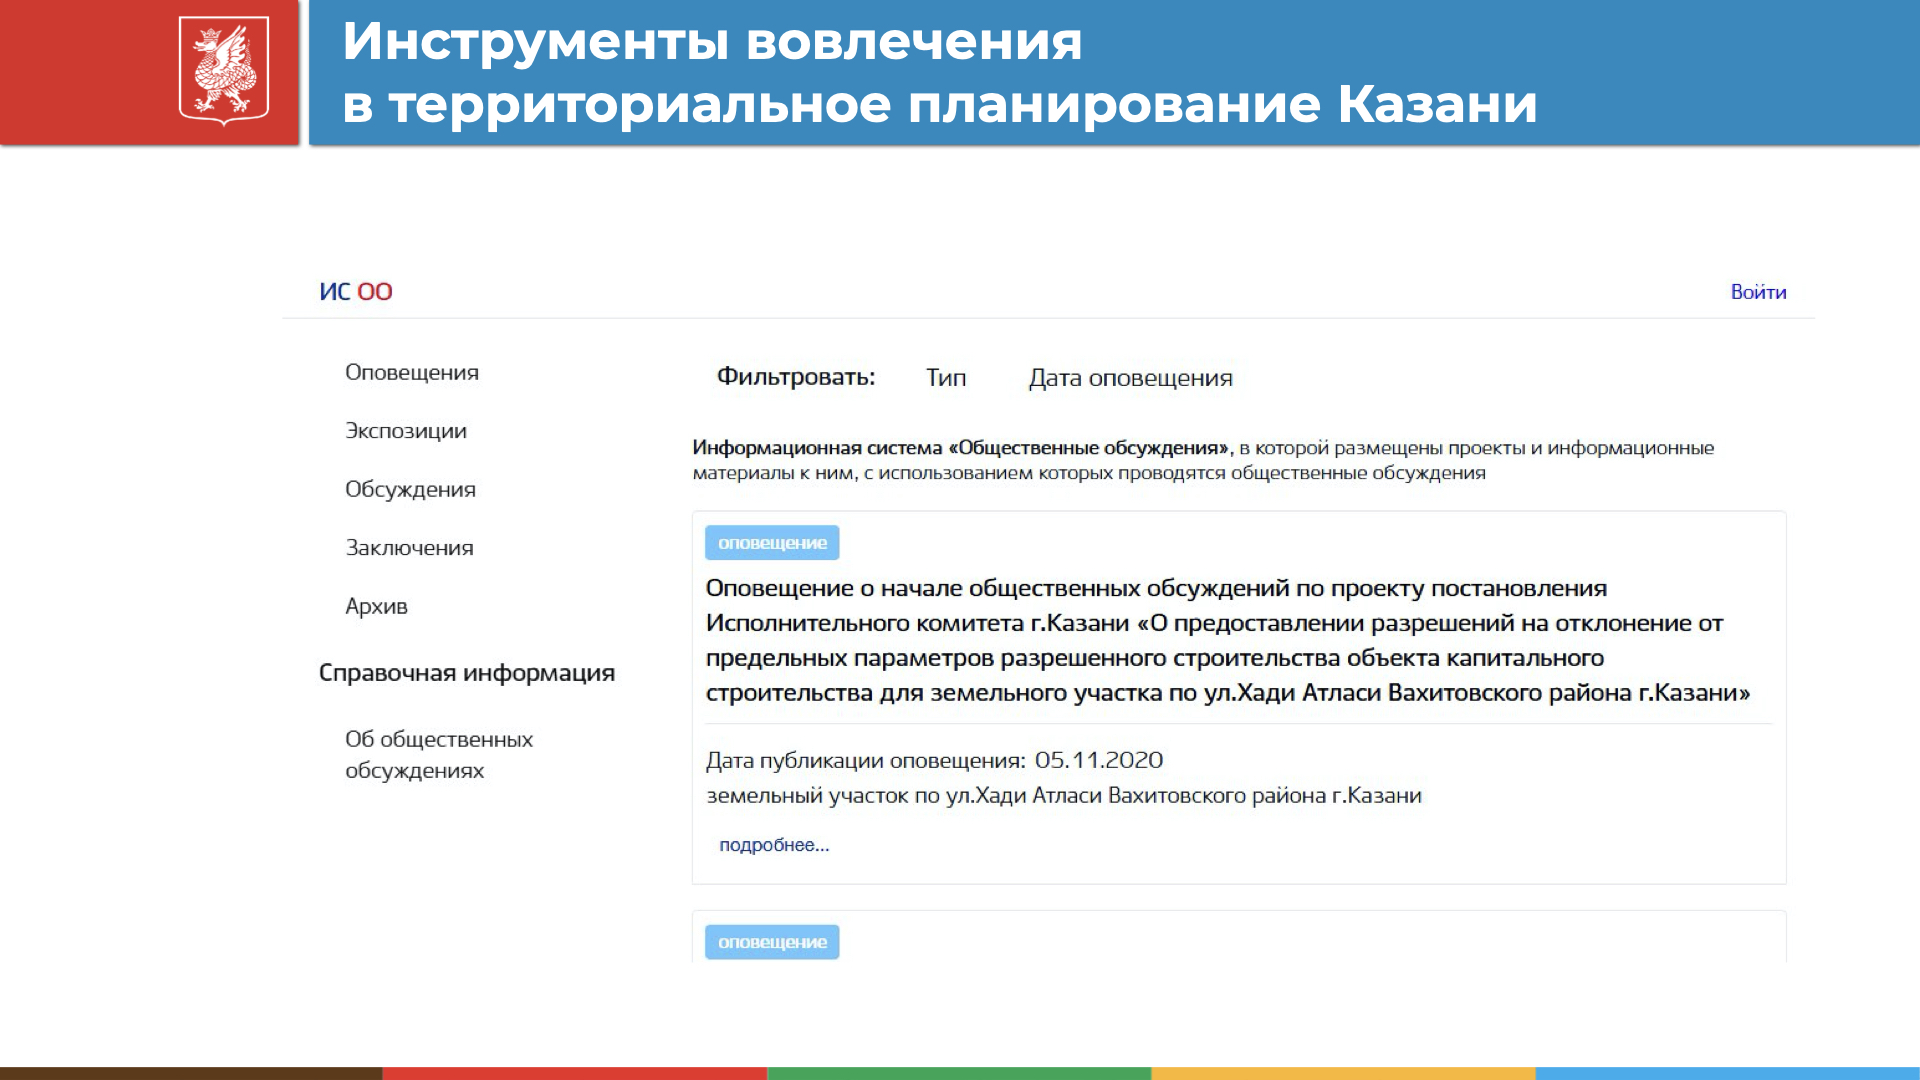 Инструменты вовлечения
в территориальное планирование Казани
ИС ОО
Войти
Оповещения
Экспозиции
Обсуждения
Заключения
Архив
Справочная информация
Об общественных
обсуждениях
Фильтровать: Тип Дата оповещения
Информационная система «Общественные обсуждения», в которой размещены проекты и информационные
материалы к ним, с использованием которых проводятся общественные обсуждения
оповещение
Оповещение о начале общественных обсуждений по проекту постановления
Исполнительного комитета г.Казани «О предоставлении разрешений на отклонение от
предельных параметров разрешенного строительства объекта капитального
строительства для земельного участка по ул.Хади Атласи Вахитовского района г.Казани»
Дата публикации оповещения: 05.11.2020
земельный участок по ул.Хади Атласи Вахитовского района г.Казани
подробнее...
оповещение